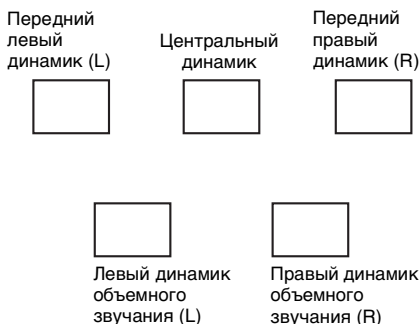 Передний
левый
динамик (L)
Центральный
динамик
Передний
правый
динамик (R)
Левый динамик
объемного
звучания (L)
Правый динамик
объемного
звучания (R)